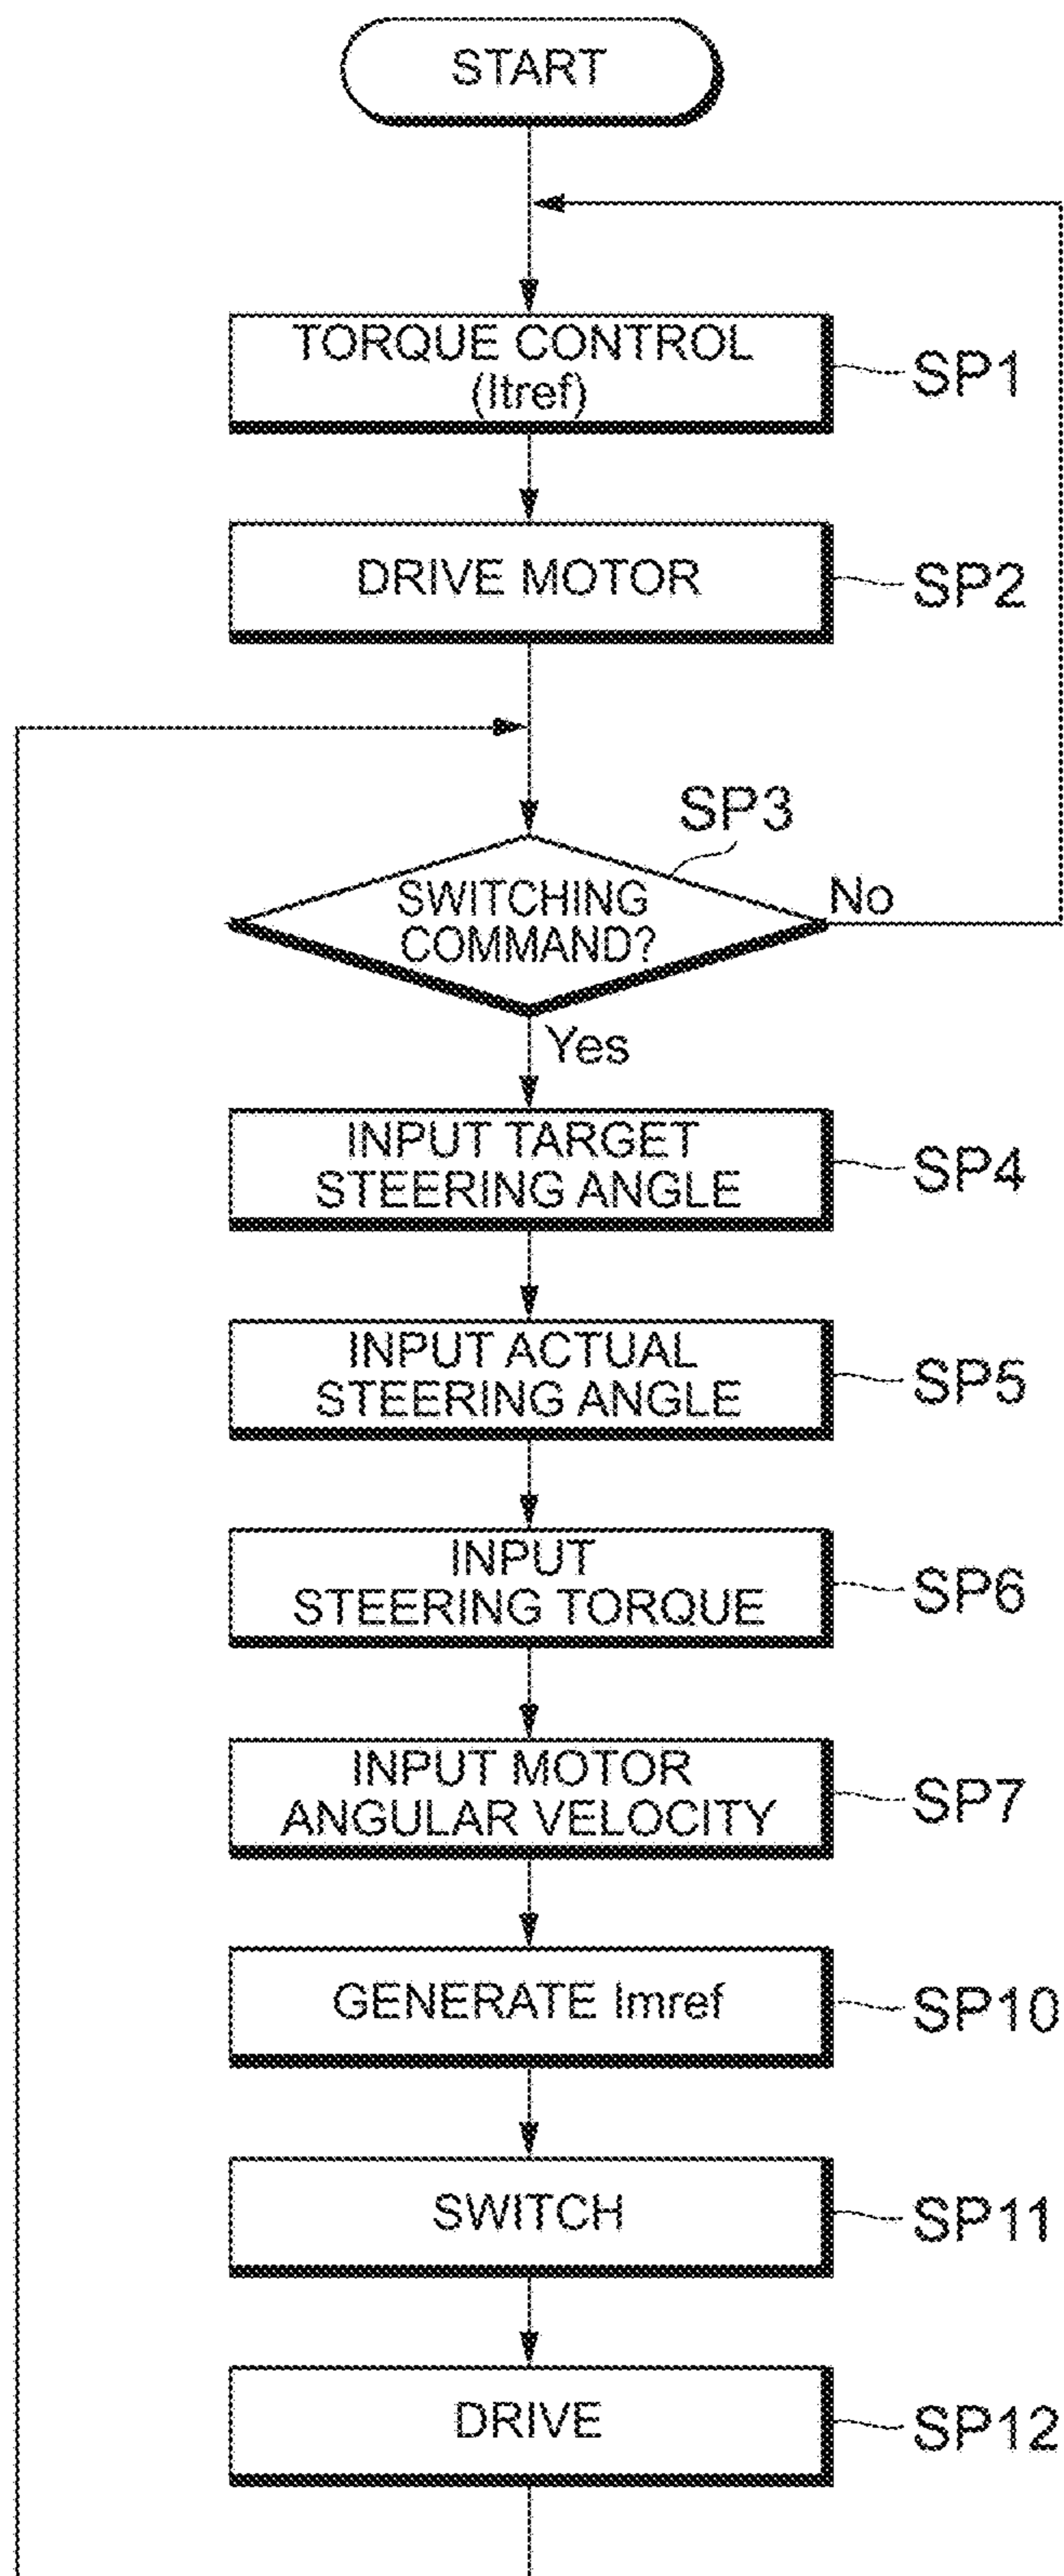 START
TORQUE CONTROL
(Itref)
SP1
DRIVE MOTOR
SP2
SP3
SWITCHING
COMMAND?
No
Yes
INPUT TARGET
STEERING ANGLE
SP4
INPUT ACTUAL
STEERING ANGLE
SP5
INPUT
STEERING TORQUE
SP6
INPUT MOTOR
ANGULAR VELOCITY
SP7
GENERATE Imref
SP10
SWITCH
SP11
DRIVE
SP12